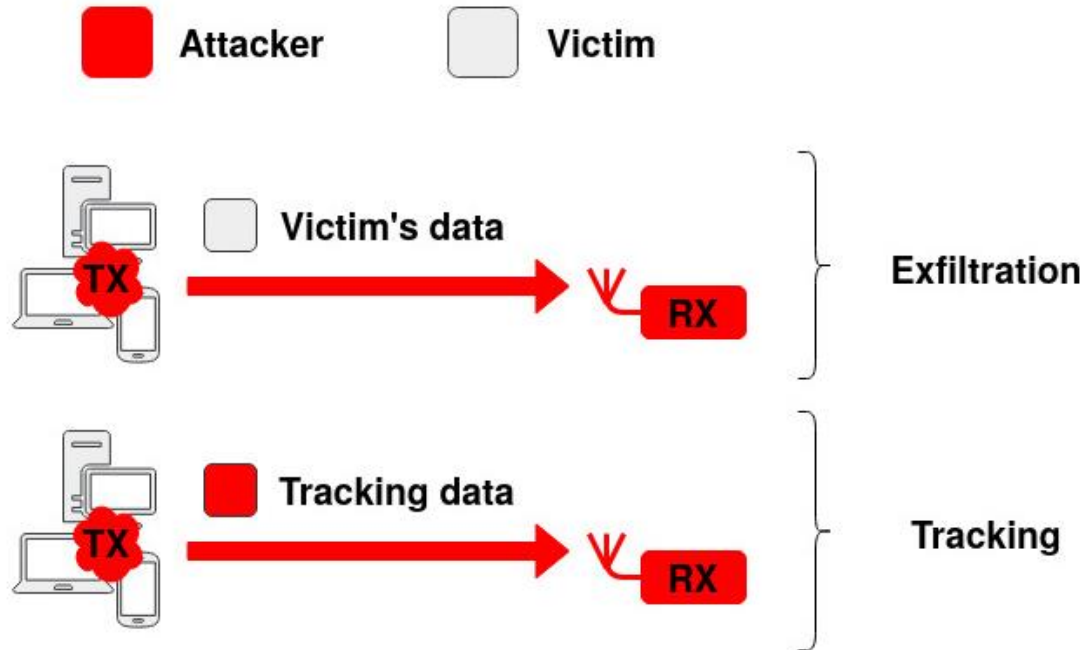 Attacker
Victim
Victim's data
TX
RX
Exfiltration
Tracking data
TX
RX
Tracking